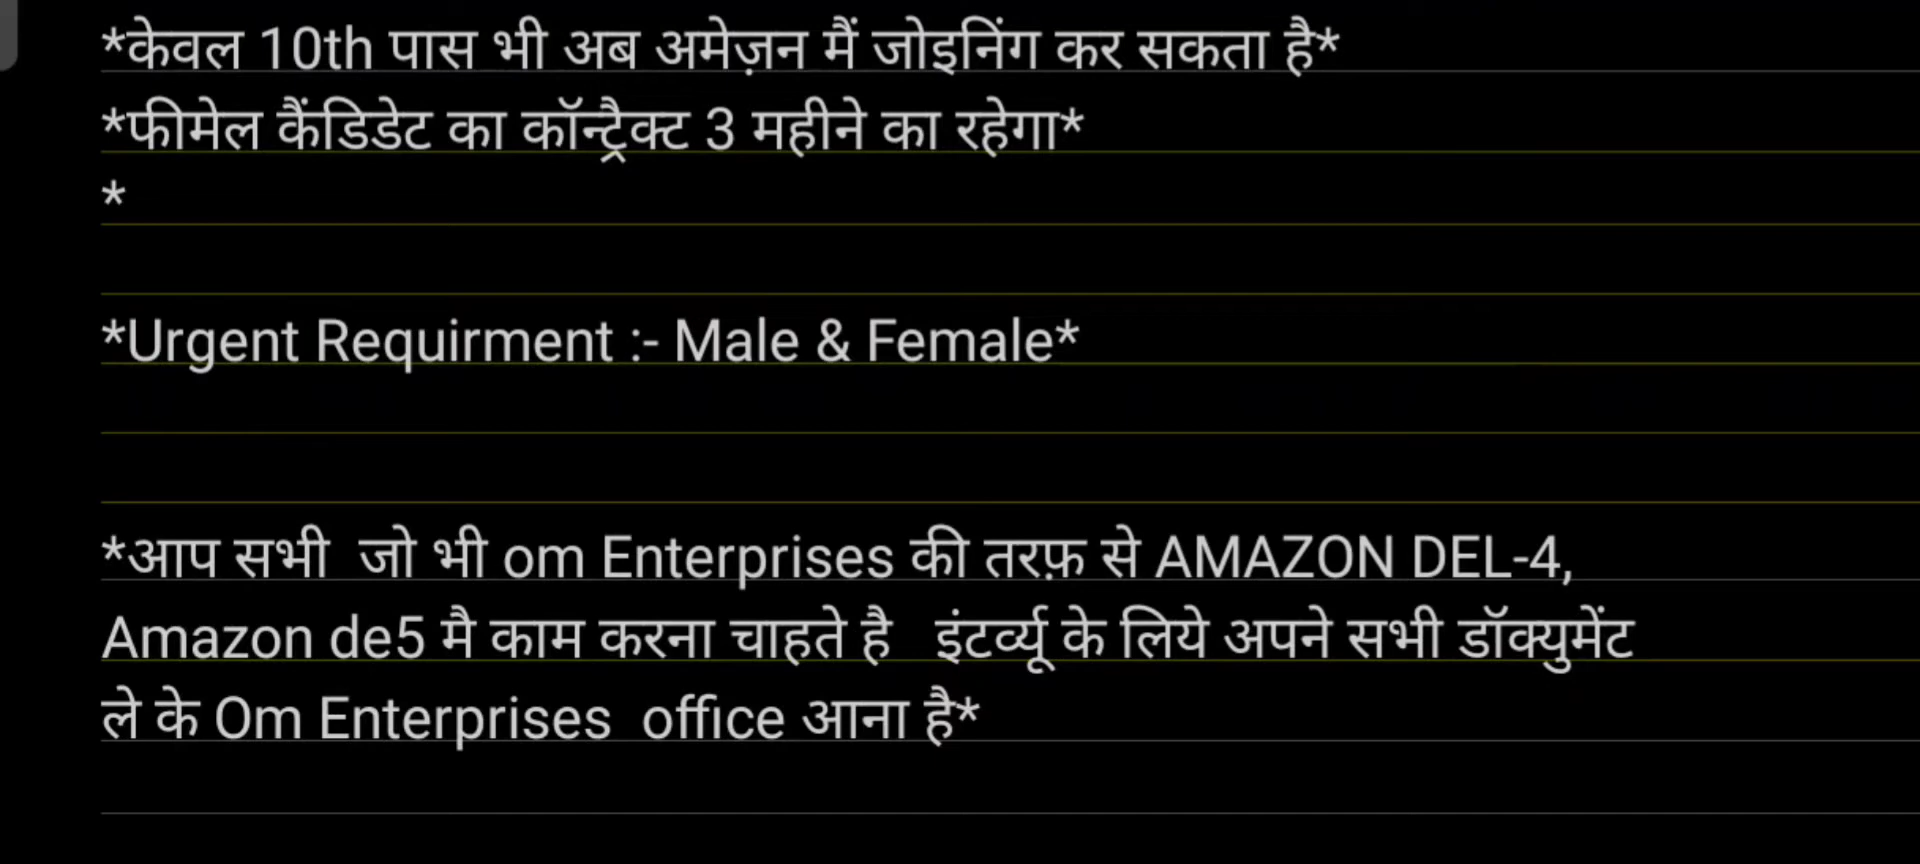 *केवल 10th पास भी अब अमेज़न मैं जोइनिंग कर सकता है*
*फीमेल कैंडिडेट का कॉन्ट्रैक्ट 3 महीने का रहेगा*
*
*Urgent Requirment :- Male & Female*
*आप सभी  जो भी om Enterprises की तरफ़ से AMAZON DEL-4,
Amazon de5 मै काम करना चाहते है   इंटर्व्यू के लिये अपने सभी डॉक्युमेंट
ले के Om Enterprises  office आना है*